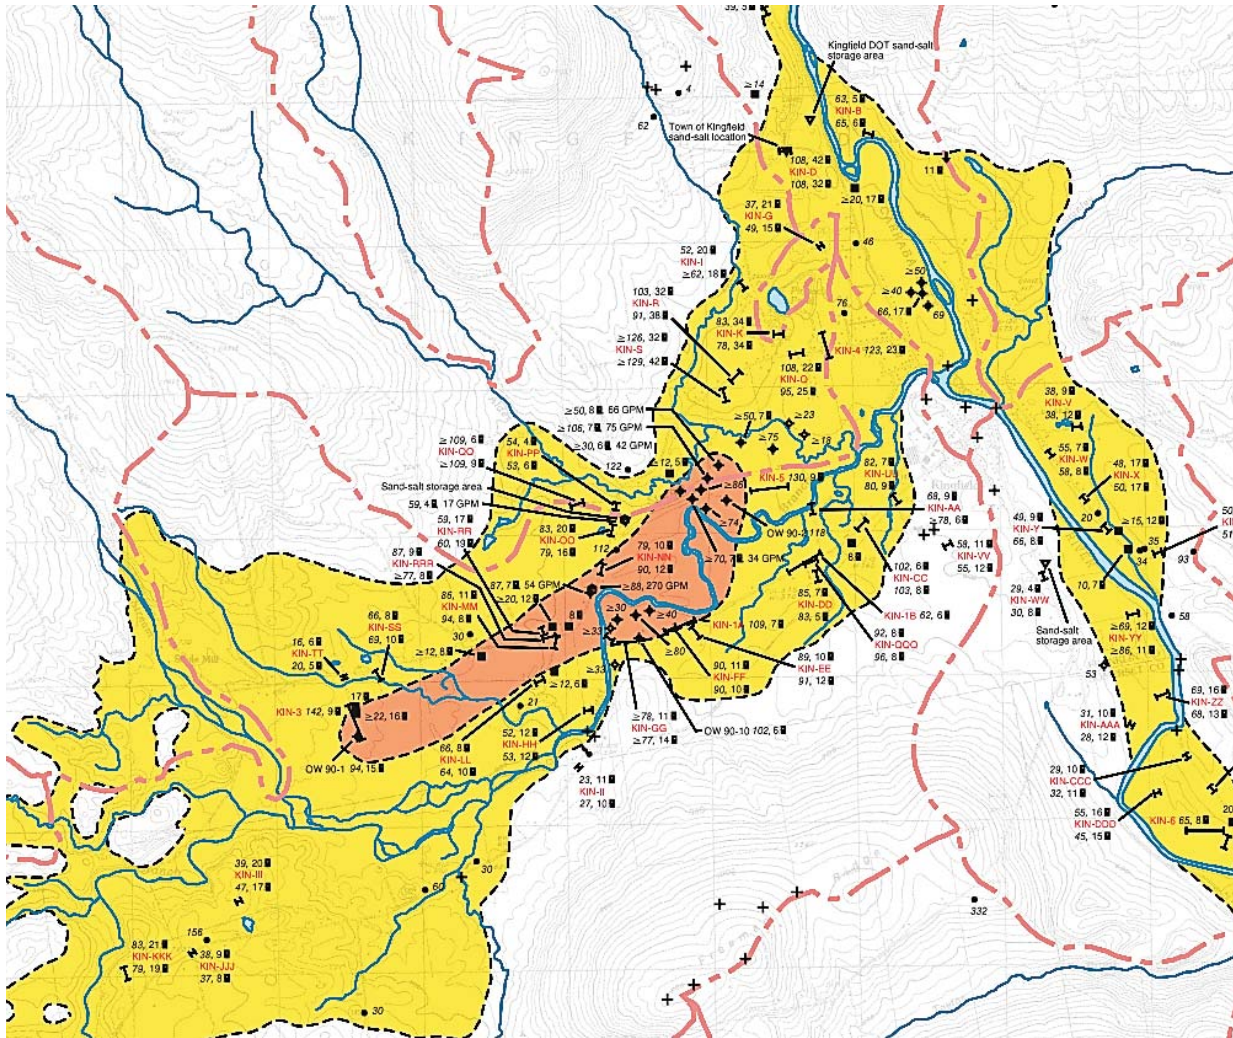 39, 5
Kingfield DOT sand-salt
storage area
≥14
4
63, 5
KIN-B
65, 6
62
Town of Kingfield
sand-salt location
108, 42
KIN-D
108, 32
11
≥20, 17
37, 21
KIN-G
49, 15
46
52, 20
KIN-I
≥62, 18
≥50
≥40
66, 17
69
103, 32
KIN-R
91, 38
76
83, 34
KIN-K
78, 34
≥126, 32
KIN-S
≥129, 42
KIN-4 123, 23
108, 22
KIN-Q
95, 25
38, 9
KIN-V
38, 12
≥50, 8 66 GPM
≥106, 7 75 GPM
≥30, 6 42 GPM
≥50, 7
≥23
≥75
≥18
≥109, 6
KIN-QQ
≥109, 9
54, 4
KIN-PP
53, 6
55, 7
KIN-W
58, 8
122
≥12, 5
82, 7
80, 9
48, 17
KIN-X
50, 17
KIN-5 130, 9
≥86
Sand-salt storage area
59, 4 17 GPM
68, 9
KIN-AA
≥78, 6
20
49, 9
KIN-Y
66, 8
≥15, 12
59, 17
KIN-RR
60, 19
83, 20
KIN-OO
79, 16
≥74
OW 90-2 118
35
34
93
87, 9
KIN-RRR
≥77, 8
112
79, 10
KIN-NN
90, 12
≥70, 7 34 GPM
8
58, 11
KIN-VV
55, 12
102, 6
KIN-CC
103, 8
10, 7
87, 7 54 GPM
≥88, 270 GPM
86, 11
KIN-MM
94, 8
≥20, 12
29, 4
KIN-WW
30, 8
85, 7
KIN-DD
83, 5
66, 8
KIN-SS
69, 10
8
≥30
≥40
KIN-1B 62, 6
58
KIN-1A 109, 7
92, 8
KIN-QQQ
96, 8
Sand-salt
storage area
≥69, 12
KIN-YY
≥86, 11
30
≥33
16, 6
KIN-TT
20, 5
≥12, 8
≥80
89, 10
KIN-EE
91, 12
≥33
90, 11
KIN-FF
90, 10
53
≥12, 6
69, 16
KIN-ZZ
68, 13
17
KIN-3 142, 9
≥22, 16
21
≥78, 11
KIN-GG
≥77, 14
OW 90-10 102, 6
31, 10
KIN-AAA
28, 12
52, 12
KIN-HH
53, 12
66, 8
KIN-LL
64, 10
OW 90-1
94, 15
23, 11
KIN-II
27, 10
29, 10
KIN-CCC
32, 11
55, 16
KIN-DDD
45, 15
KIN-6 65, 8
20
39, 20
KIN-III
47, 17
30
60
332
156
83, 21
KIN-KKK
79, 19
38, 9
KIN-JJJ
37, 8
30